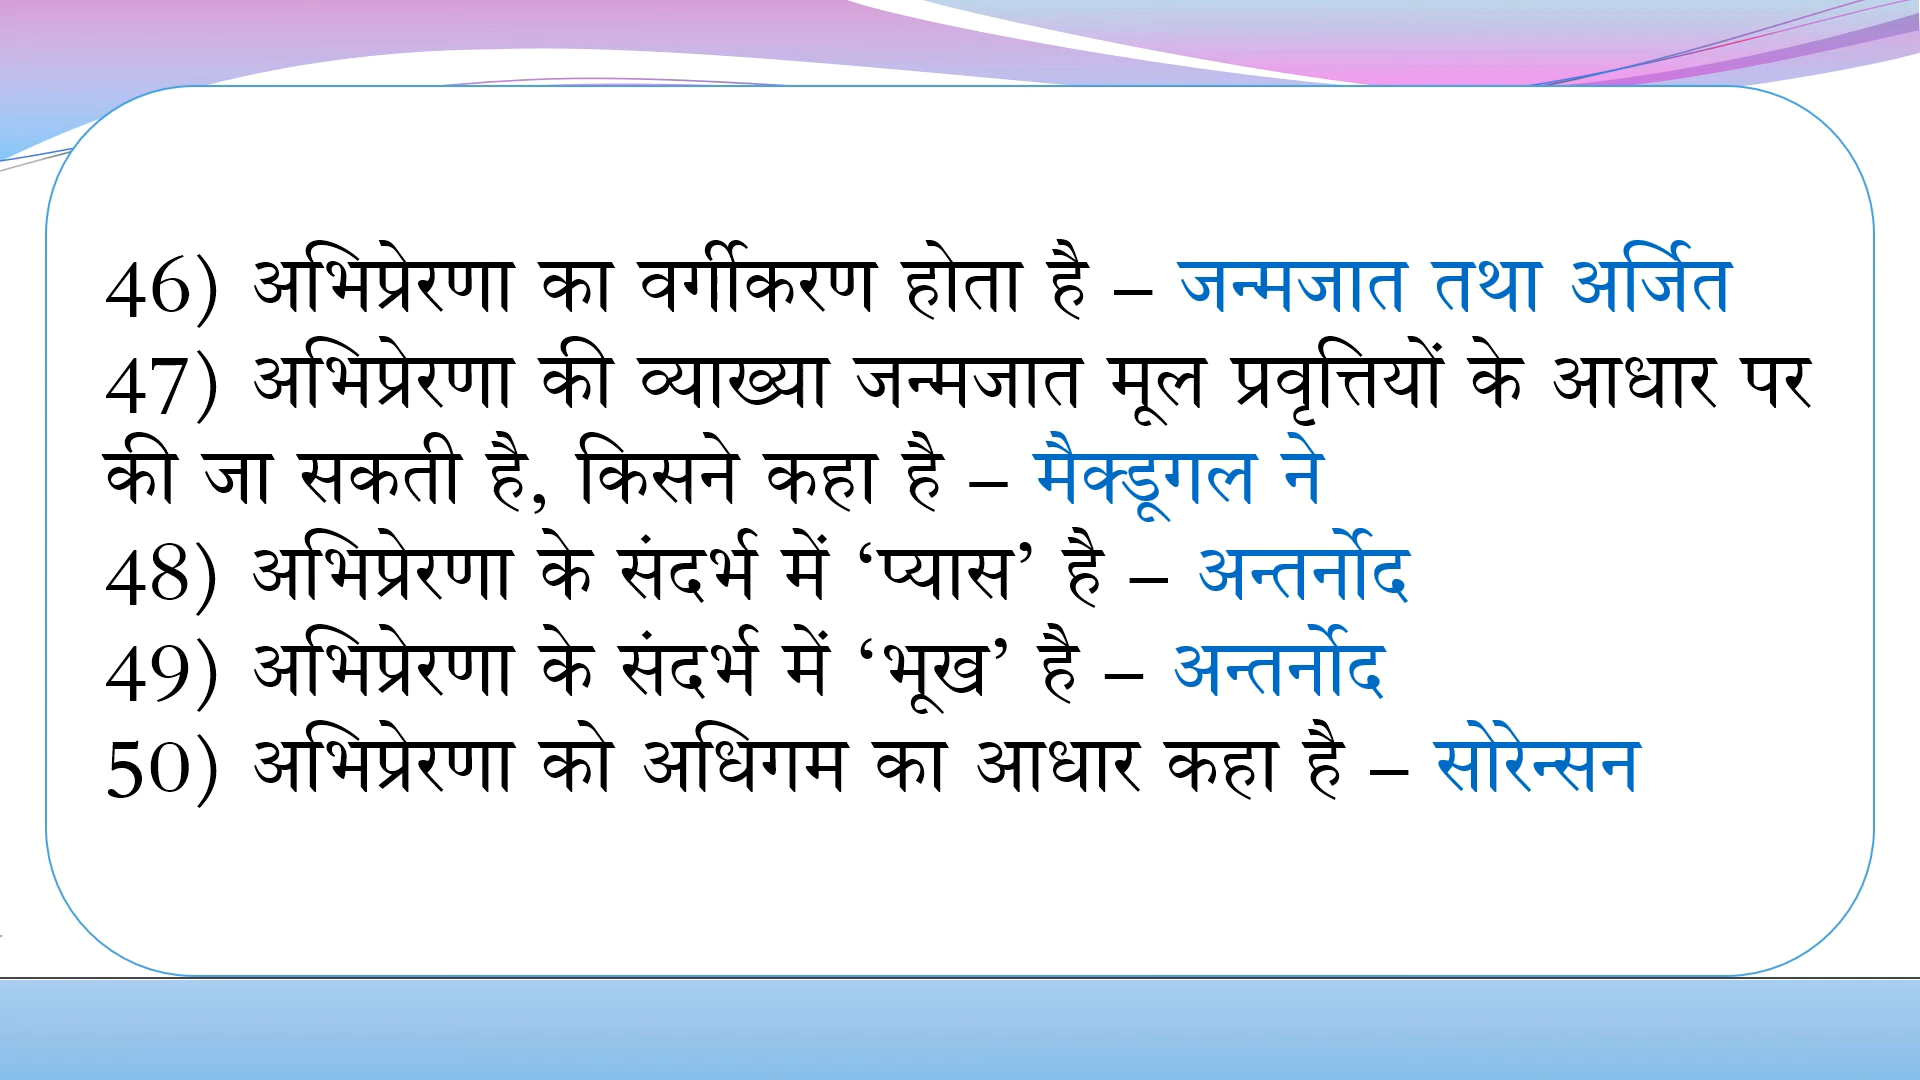 46) अभिप्रेरणा का वर्गीकरण होता है – जन्मजात तथा अर्जित
47) अभिप्रेरणा की व्याख्या जन्मजात मूल प्रवृत्तियों के आधार पर
की जा सकती है, किसने कहा है – मैक्डूगल ने
48) अभिप्रेरणा के संदर्भ में ‘प्यास’ है – अन्तर्नोद
49) अभिप्रेरणा के संदर्भ में ‘भूख’ है – अन्तर्नोद
50) अभिप्रेरणा को अधिगम का आधार कहा है – सोरेन्सन